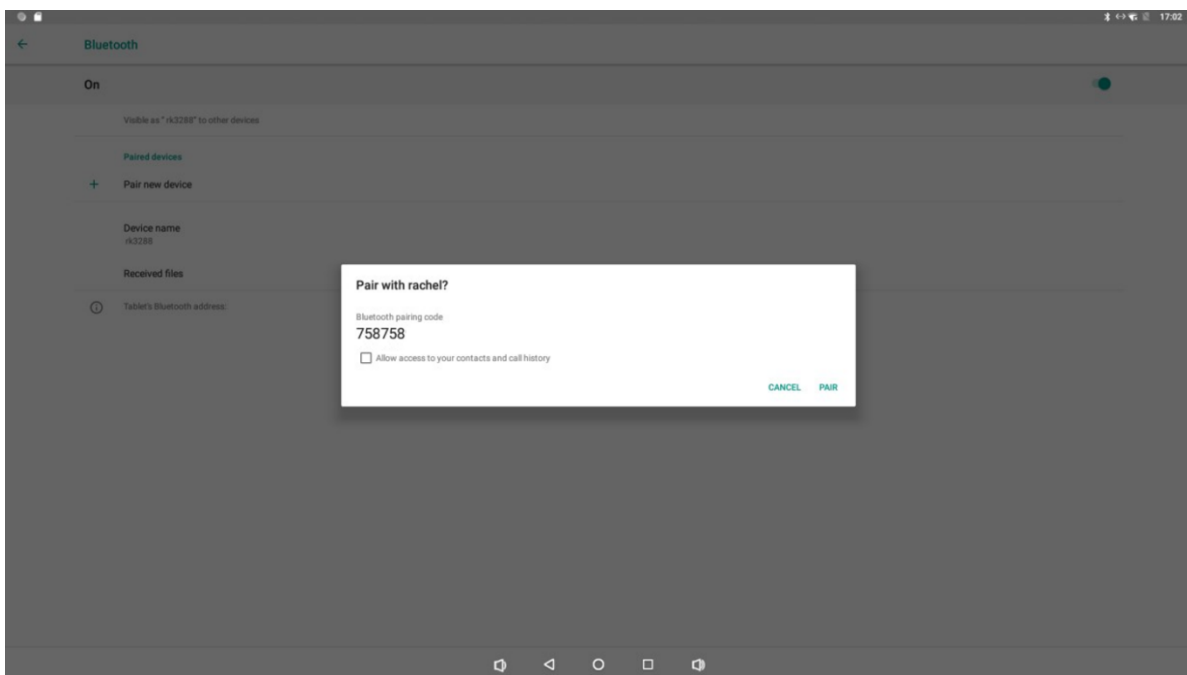 17:02
Bluetooth
On
Visible as " rk3288" to other devices
Paired devices
Pair new device
Device name
rk3288
Received files
Tablet's Bluetooth address:
Pair with rachel?
Bluetooth pairing code
758758
Allow access to your contacts and call history
CANCEL PAIR